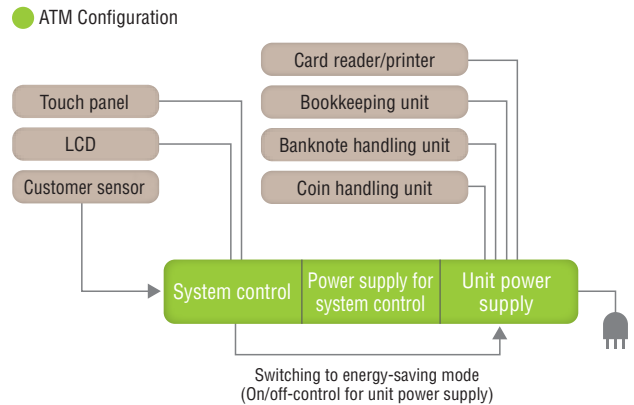 ATM Configuration
Card reader/printer
Touch panel
Bookkeeping unit
LCD
Banknote handling unit
Customer sensor
Coin handling unit
System control
Power supply for
system control
Unit power
supply
Switching to energy-saving mode
(On/off-control for unit power supply)